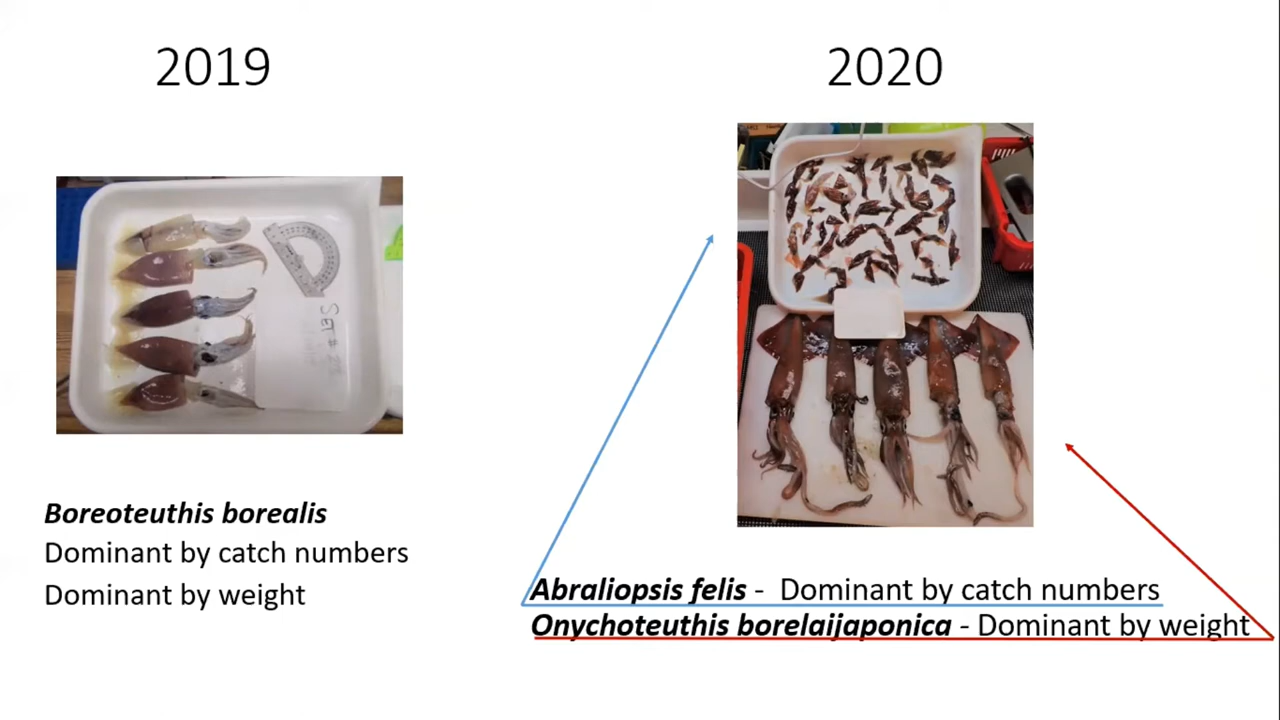 2019
2020
SET #
Boreoteuthis borealis
Dominant by catch numbers
Dominant by weight
Abraliopsis felis - Dominant by catch numbers
Onychoteuthis borelaijaponica - Dominant by weight